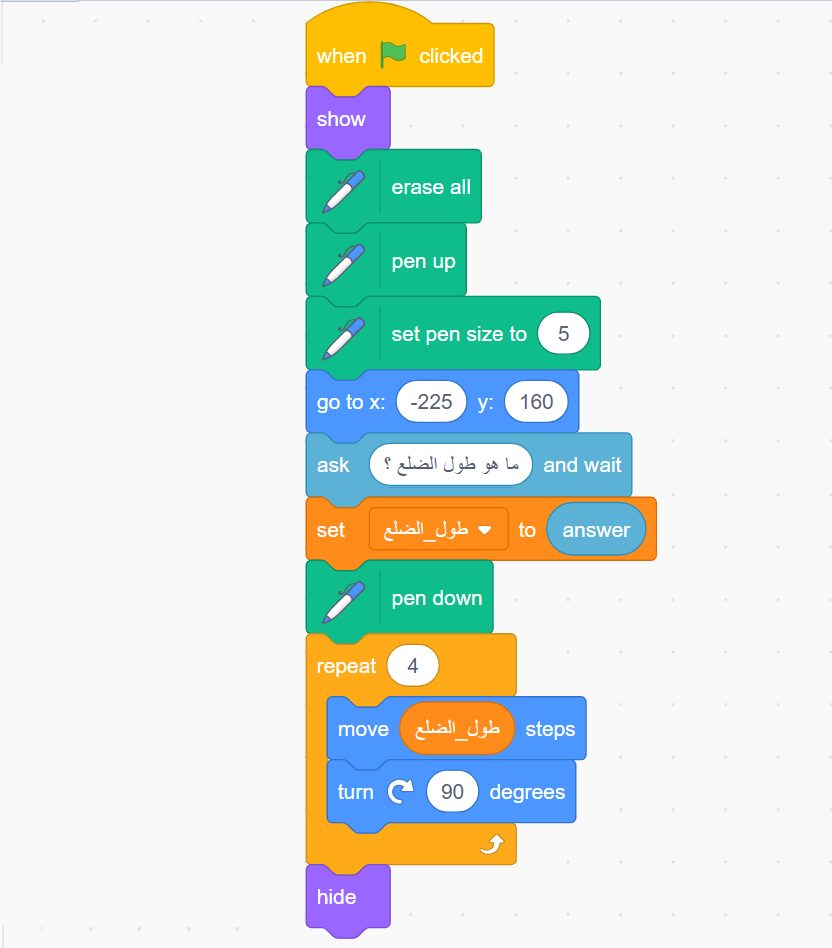 when clicked
show
erase all
pen up
set pen size to 5
go to x: -225 y: 160
ask ما هو طول الضلع ؟ and wait
set طول_الضلع to answer
pen down
repeat 4
move طول_الضلع steps
turn 90 degrees
hide